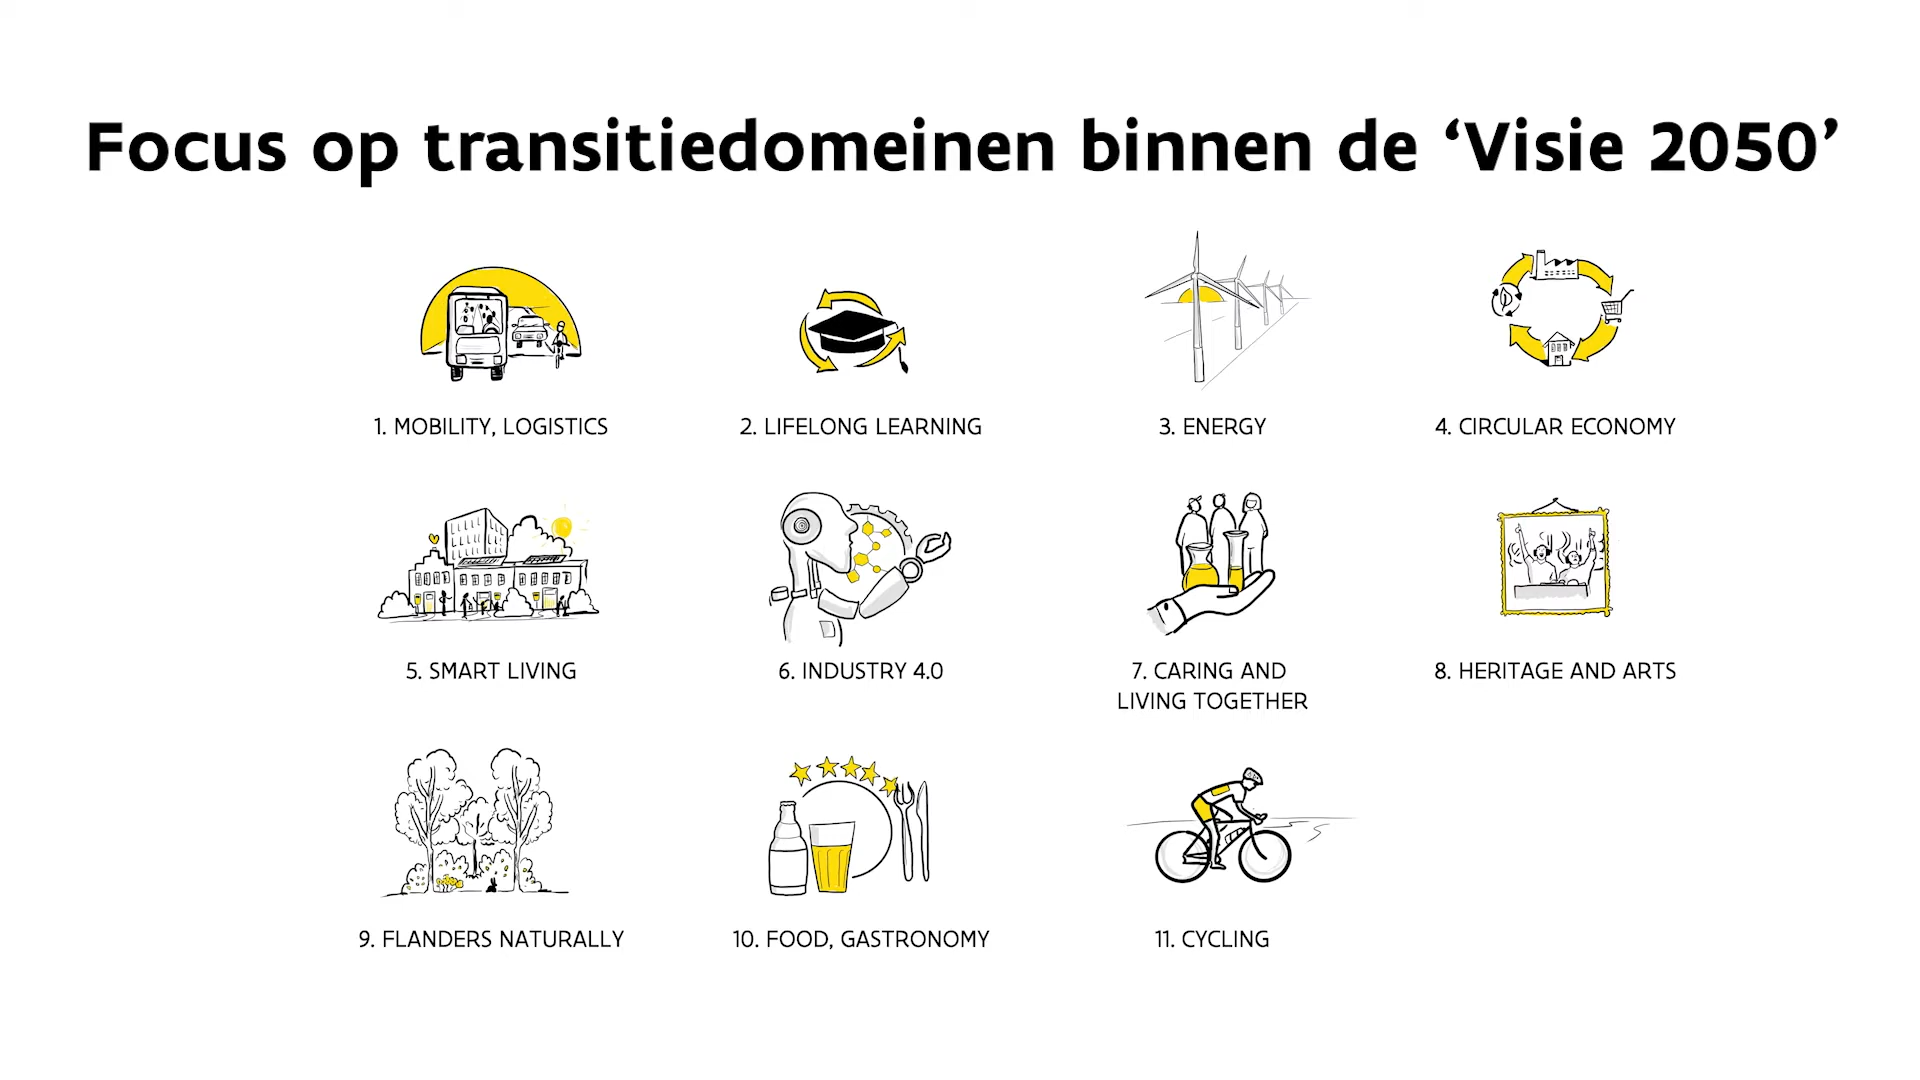 Focus op transitiedomeinen binnen de ‘Visie 2050’
1. MOBILITY, LOGISTICS
2. LIFELONG LEARNING
3. ENERGY
4. CIRCULAR ECONOMY
5. SMART LIVING
6. INDUSTRY 4.0
7. CARING AND
LIVING TOGETHER
8. HERITAGE AND ARTS
9. FLANDERS NATURALLY
10. FOOD, GASTRONOMY
11. CYCLING